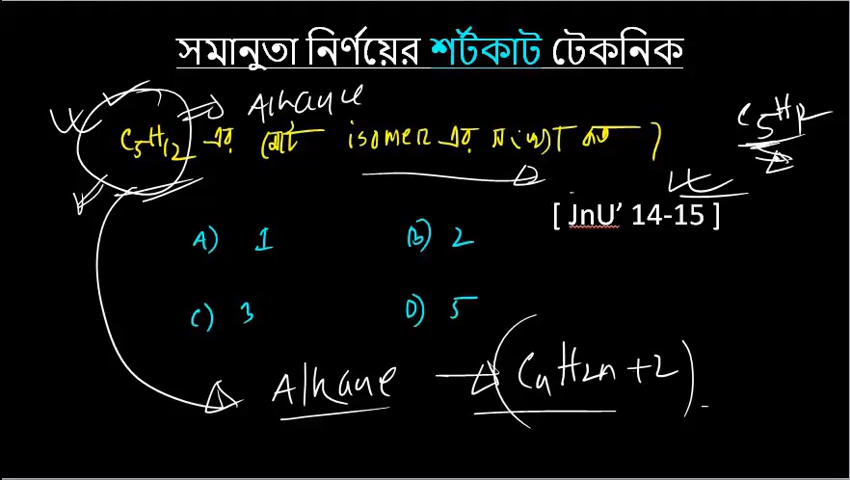 সমানুতা নির্ণয়ের শর্টকাট টেকনিক
Alkane
C5H12 এর মোট isomer এর সংখ্যা কত ?
C5H12
[ JnU’ 14-15 ]
A) 1 B) 2
C) 3 D) 5
Alkane → (CnH2n+2)